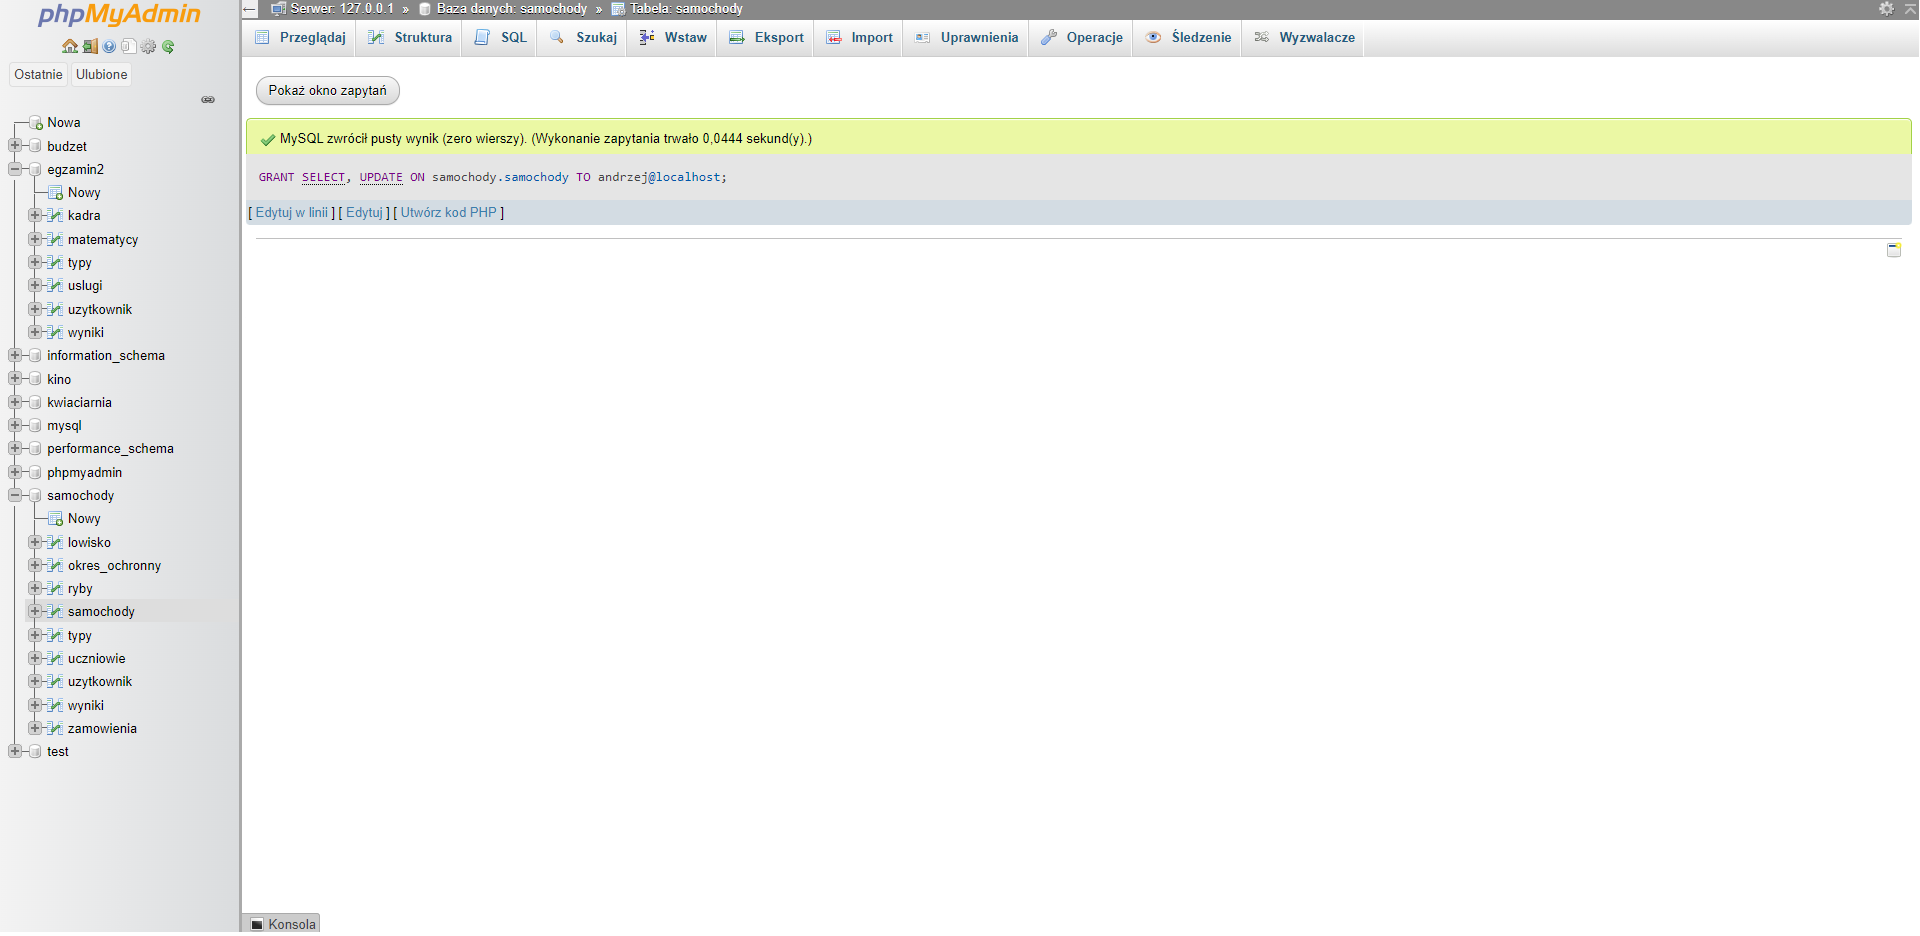 phpMyAdmin
Ostatnie Ulubione
Nowa
budzet
egzamin2
Nowy
kadra
matematycy
typy
uslugi
uzytkownik
wyniki
information_schema
kino
kwiaciarnia
mysql
performance_schema
phpmyadmin
samochody
Nowy
lowisko
okres_ochronny
ryby
samochody
typy
uczniowie
uzytkownik
wyniki
zamowienia
test
Serwer: 127.0.0.1 » Baza danych: samochody » Tabela: samochody
Przeglądaj Struktura SQL Szukaj Wstaw Eksport Import Uprawnienia Operacje Śledzenie Wyzwalacze
Pokaż okno zapytań
MySQL zwrócił pusty wynik (zero wierszy). (Wykonanie zapytania trwało 0,0444 sekund(y).)
GRANT SELECT, UPDATE ON samochody.samochody TO andrzej@localhost;
[ Edytuj w linii ] [ Edytuj ] [ Utwórz kod PHP ]
Konsola